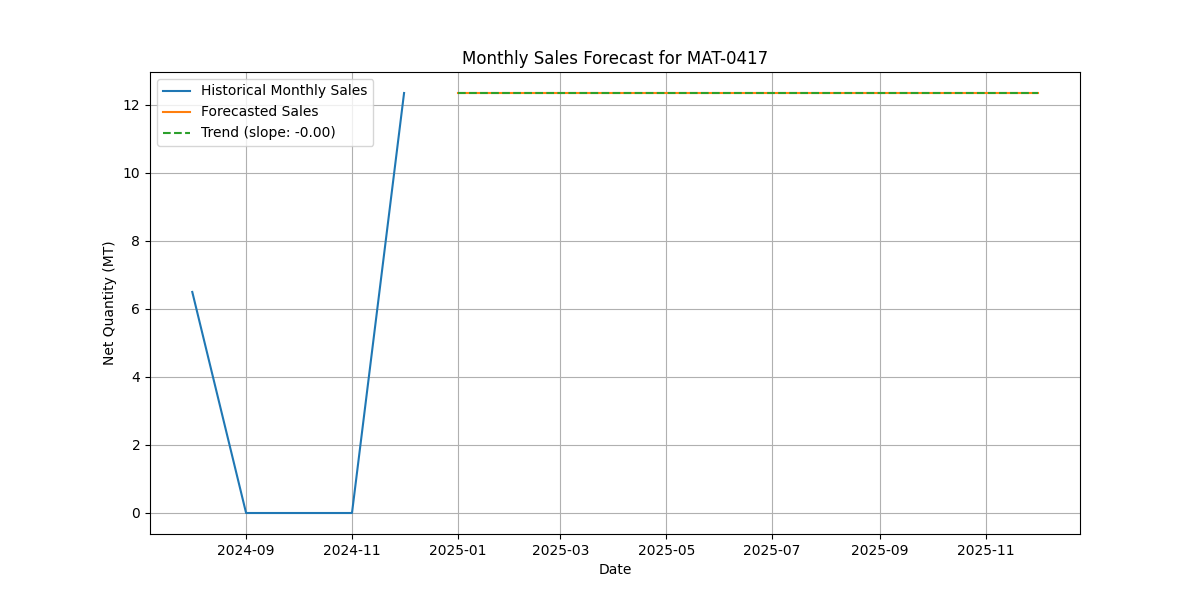 Monthly Sales Forecast for MAT-0417
Historical Monthly Sales
Forecasted Sales
Trend (slope: -0.00)
12
10
8
6
4
2
0
Net Quantity (MT)
2024-09 2024-11 2025-01 2025-03 2025-05 2025-07 2025-09 2025-11
Date